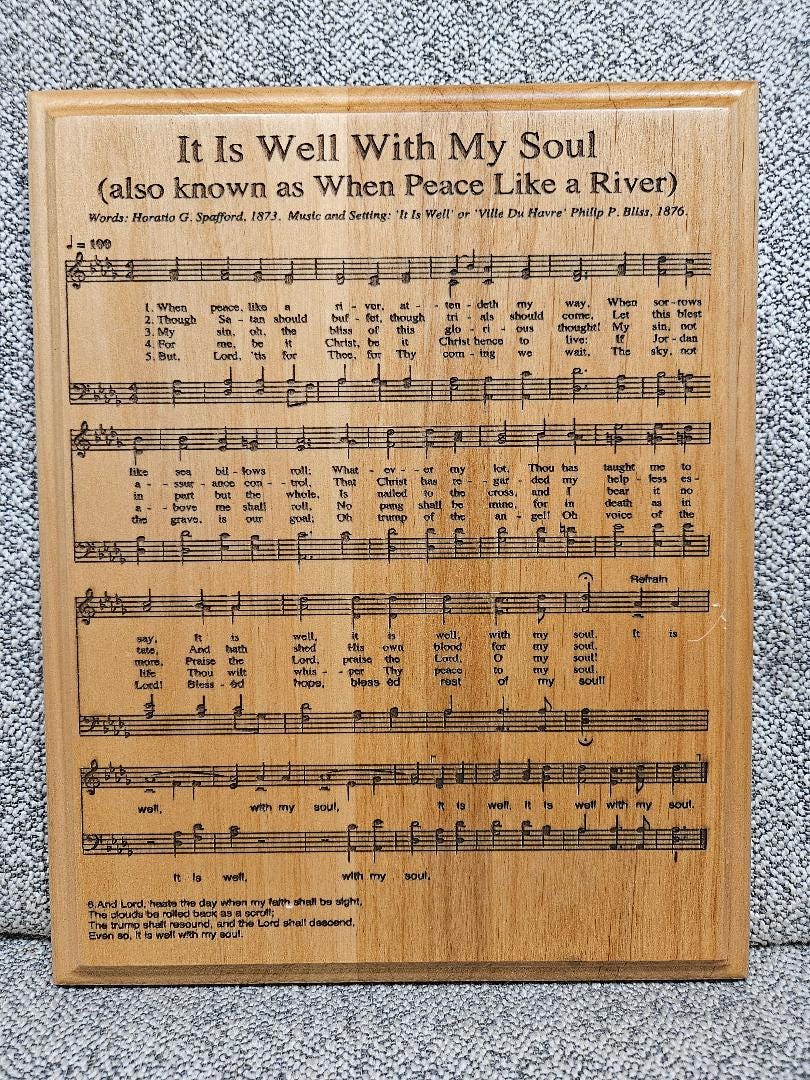 It Is Well With My Soul
(also known as When Peace Like a River)
Words: Horatio G. Spafford, 1873. Music and Setting: 'It Is Well' or 'Ville Du Havre' Philip P. Bliss, 1876.
♩ = 100
1. When peace, like a ri - ver, at - ten - deth my way, When sor - rows
2. Though Sa - tan should buf - fet, though tri - als should come, Let this blest
3. My sin, oh, the bliss of this glo - ri - ous thought! My sin, not
4. For me, be it Christ, be it Christ hence to live: If Jor - dan
5. But, Lord, 'tis for Thee, for Thy com - ing we wait, The sky, not
like sea bil - lows roll; What - ev - er my lot, Thou has taught me to
a - ssur - ance con - trol, That Christ has re - gar - ded my help - less es -
in part but the whole, Is nailed to the cross, and I bear it no
a - bove me shall roll, No pang shall be mine, for in death as in
the grave, is our goal; Oh trump of the an - gel! Oh voice of the
Refrain
say, It is well, it is well, with my soul. It is
tate, And hath shed His own blood for my soul.
more, Praise the Lord, praise the Lord, O my soul!
life Thou wilt whis - per Thy peace to my soul.
Lord! Bless - èd hope, bless èd rest of my soul!
well, with my soul, It is well, it is well with my soul.
It is well, with my soul,
6.And Lord, haste the day when my faith shall be sight,
The clouds be rolled back as a scroll;
The trump shall resound, and the Lord shall descend,
Even so, it is well with my soul.